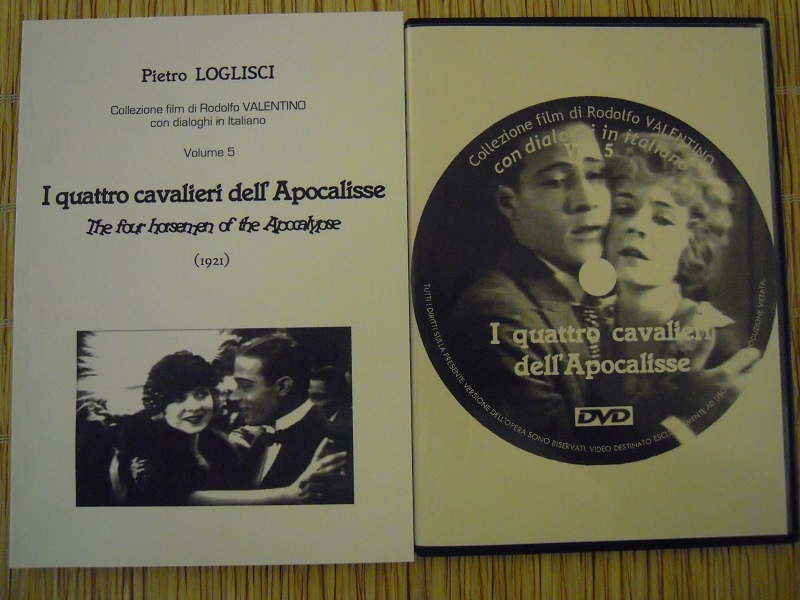 Pietro LOGLISCI
Collezione film di Rodolfo VALENTINO
con dialoghi in Italiano
Volume 5
I quattro cavalieri dell'Apocalisse
The four horsemen of the Apocalypse
(1921)
Collezione film di Rodolfo VALENTINO
con dialoghi in italiano
5
I quattro cavalieri
dell'Apocalisse
DVD
TUTTI I DIRITTI SULLA PRESENTE VERSIONE DELL'OPERA SONO RISERVATI, VIDEO DESTINATO VIETATA.